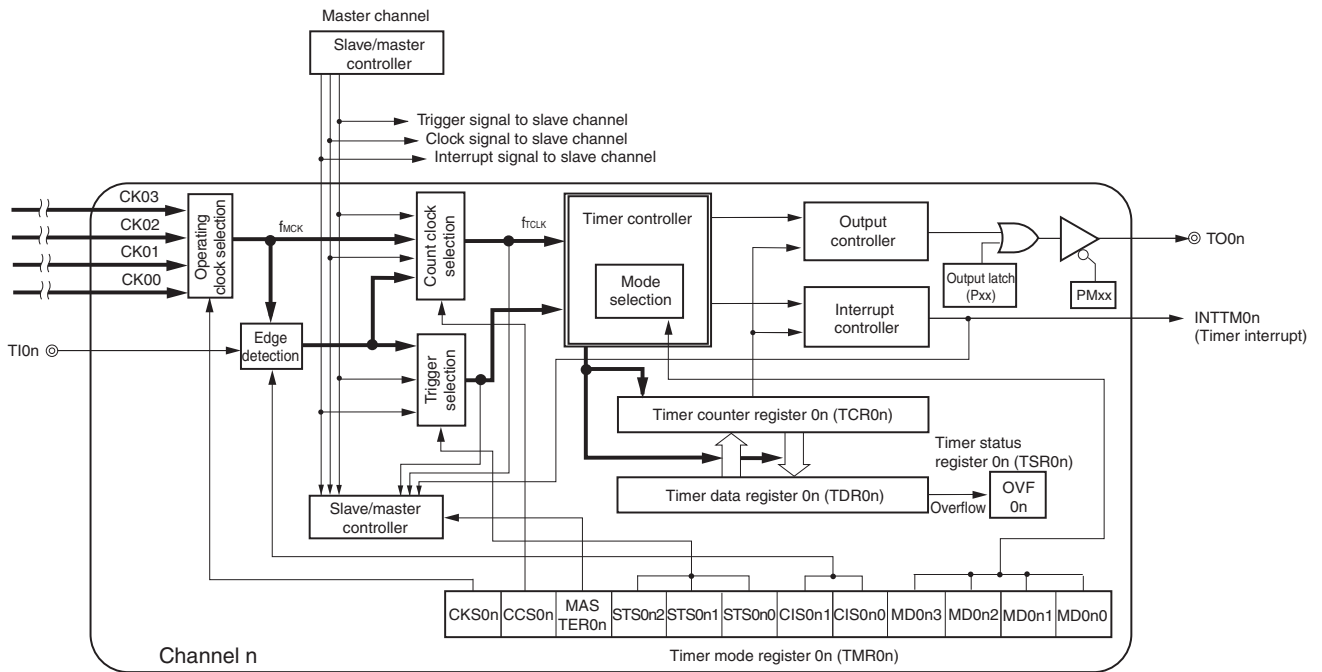 Master channel
Slave/master
controller
Trigger signal to slave channel
Clock signal to slave channel
Interrupt signal to slave channel
CK03
CK02
CK01
CK00
Operating
clock selection
fMCK
Count clock
selection
fTCLK
Timer controller
Mode
selection
Output
controller
Output latch
(Pxx)
PMxx
TO0n
Interrupt
controller
INTTM0n
(Timer interrupt)
TI0n
Edge
detection
Trigger
selection
Timer counter register 0n (TCR0n)
Timer status
register 0n (TSR0n)
Timer data register 0n (TDR0n)
Overflow
OVF
0n
Slave/master
controller
CKS0n
CCS0n
MAS
TER0n
STS0n2
STS0n1
STS0n0
CIS0n1
CIS0n0
MD0n3
MD0n2
MD0n1
MD0n0
Channel n
Timer mode register 0n (TMR0n)